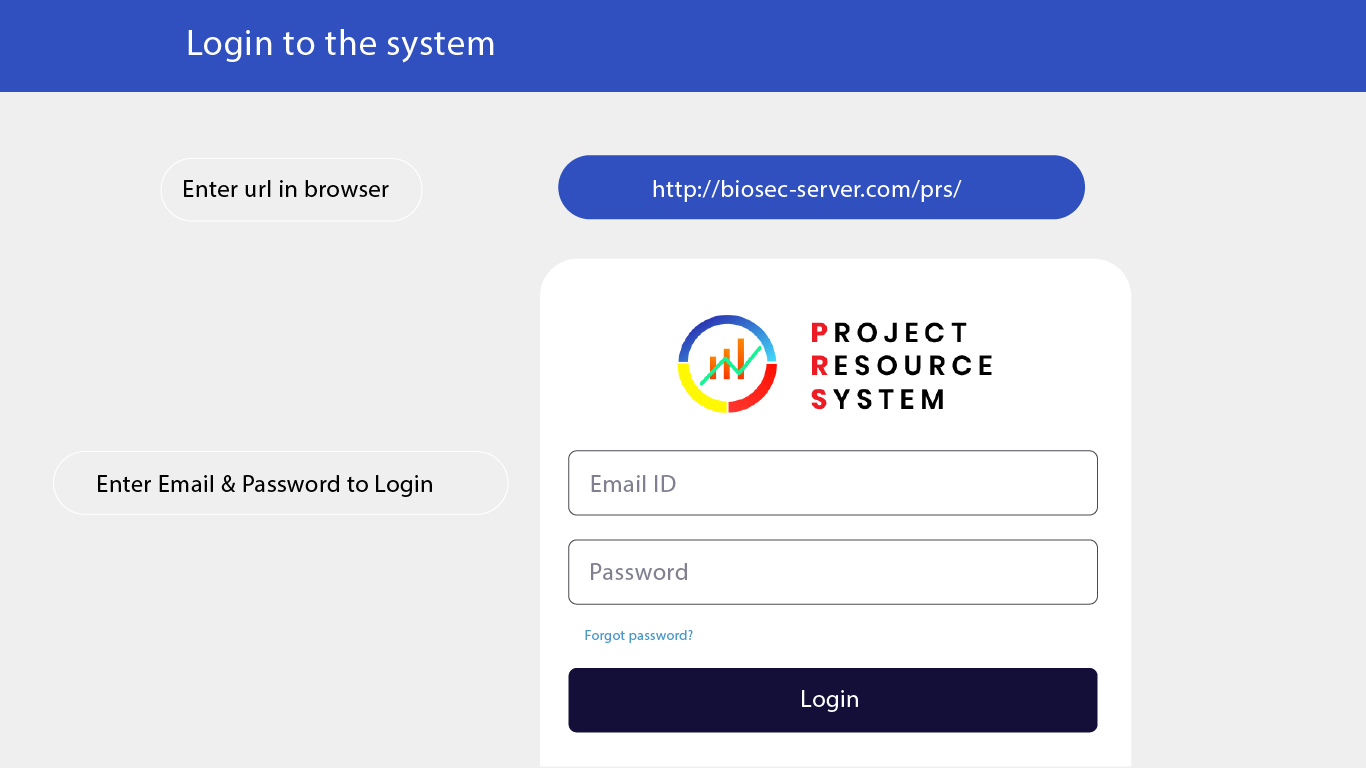 Login to the system
Enter url in browser
http://biosec-server.com/prs/
PROJECT
RESOURCE
SYSTEM
Enter Email & Password to Login
Email ID
Password
Forgot password?
Login